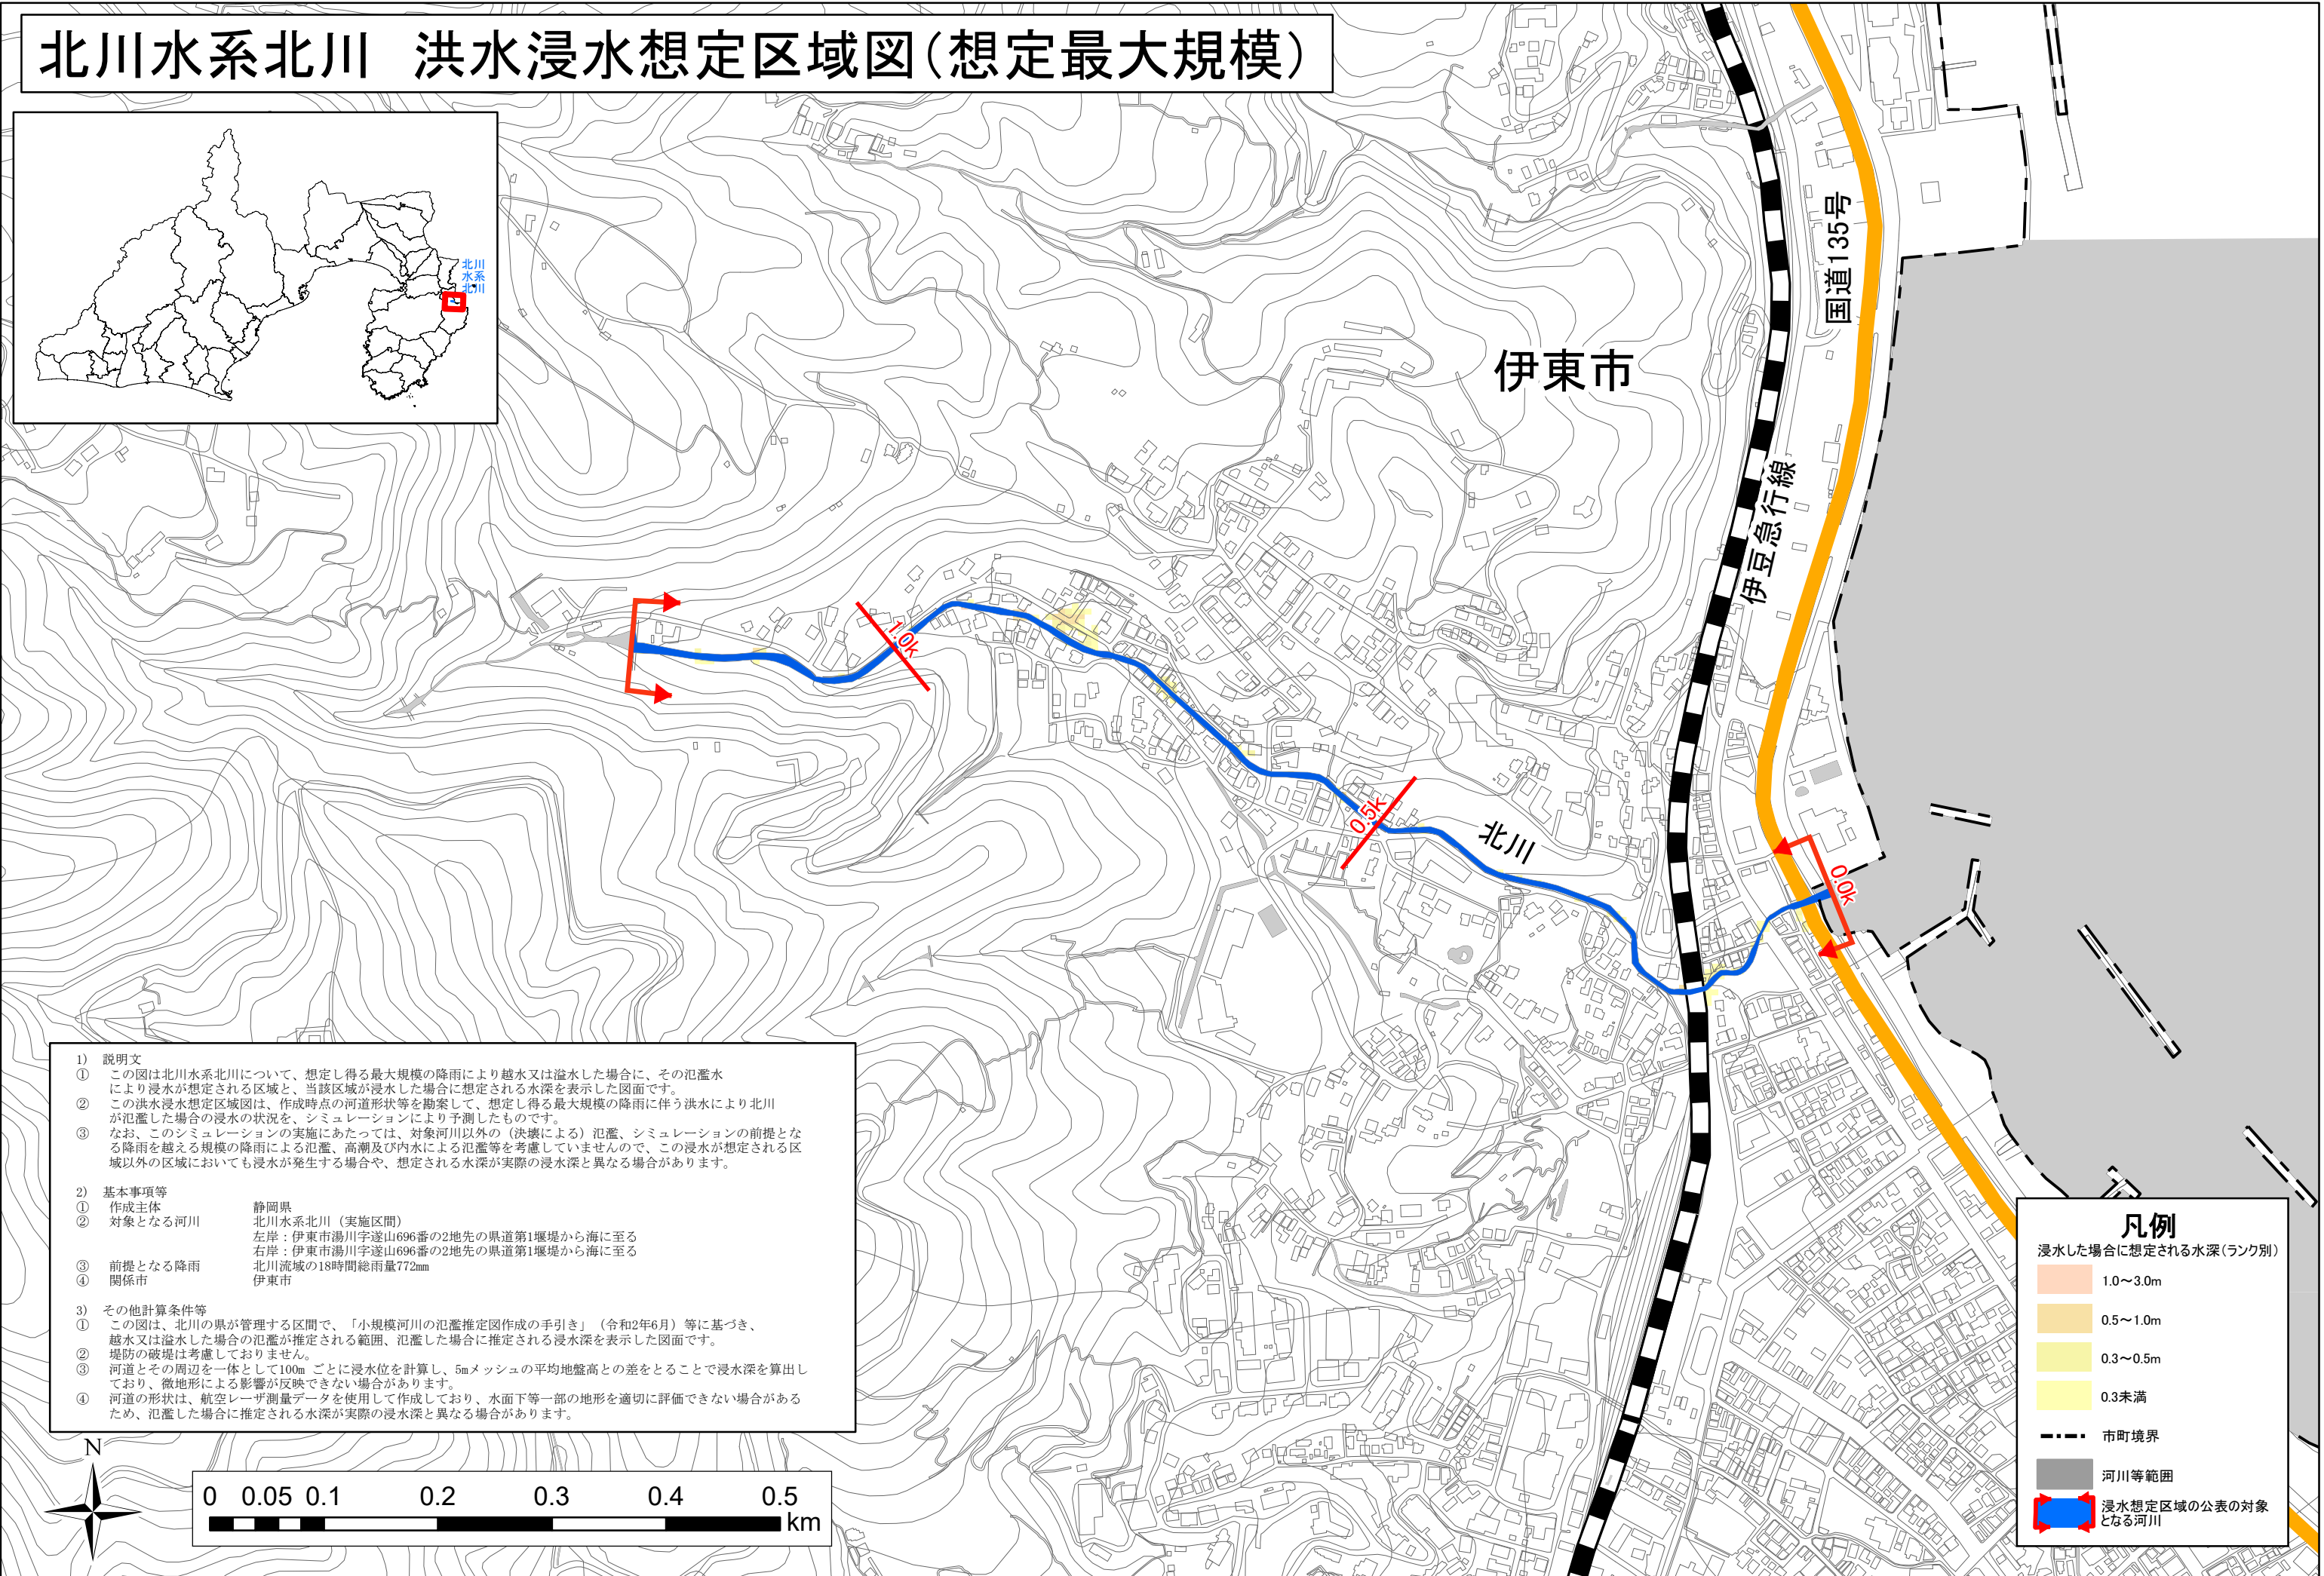 北川水系北川　洪水浸水想定区域図（想定最大規模）
北川
水系
北川
国道135号
伊東市
伊豆急行線
1.0k
0.5k
北川
0.0k
1)　説明文
①　この図は北川水系北川について、想定し得る最大規模の降雨により越水又は溢水した場合に、その氾濫水
により浸水が想定される区域と、当該区域が浸水した場合に想定される水深を表示した図面です。
②　この洪水浸水想定区域図は、作成時点の河道形状等を勘案して、想定し得る最大規模の降雨に伴う洪水により北川
が氾濫した場合の浸水の状況を、シミュレーションにより予測したものです。
③　なお、このシミュレーションの実施にあたっては、対象河川以外の（決壊による）氾濫、シミュレーションの前提とな
る降雨を越える規模の降雨による氾濫、高潮及び内水による氾濫等を考慮していませんので、この浸水が想定される区
域以外の区域においても浸水が発生する場合や、想定される水深が実際の浸水深と異なる場合があります。
2)　基本事項等
①　作成主体　静岡県
②　対象となる河川　北川水系北川（実施区間）
左岸：伊東市湯川字遂山696番の2地先の県道第1堰堤から海に至る
右岸：伊東市湯川字遂山696番の2地先の県道第1堰堤から海に至る
③　前提となる降雨　北川流域の18時間総雨量772mm
④　関係市　伊東市
3)　その他計算条件等
①　この図は、北川の県が管理する区間で、「小規模河川の氾濫推定図作成の手引き」（令和2年6月）等に基づき、
越水又は溢水した場合の氾濫が推定される範囲、氾濫した場合に推定される浸水深を表示した図面です。
②　堤防の破堤は考慮しておりません。
③　河道とその周辺を一体として100m ごとに浸水位を計算し、5mメッシュの平均地盤高との差をとることで浸水深を算出し
ており、微地形による影響が反映できない場合があります。
④　河道の形状は、航空レーザ測量データを使用して作成しており、水面下等一部の地形を適切に評価できない場合がある
ため、氾濫した場合に推定される水深が実際の浸水深と異なる場合があります。
N
0 0.05 0.1 0.2 0.3 0.4 0.5
km
凡例
浸水した場合に想定される水深（ランク別）
1.0～3.0m
0.5～1.0m
0.3～0.5m
0.3未満
市町境界
河川等範囲
浸水想定区域の公表の対象
となる河川